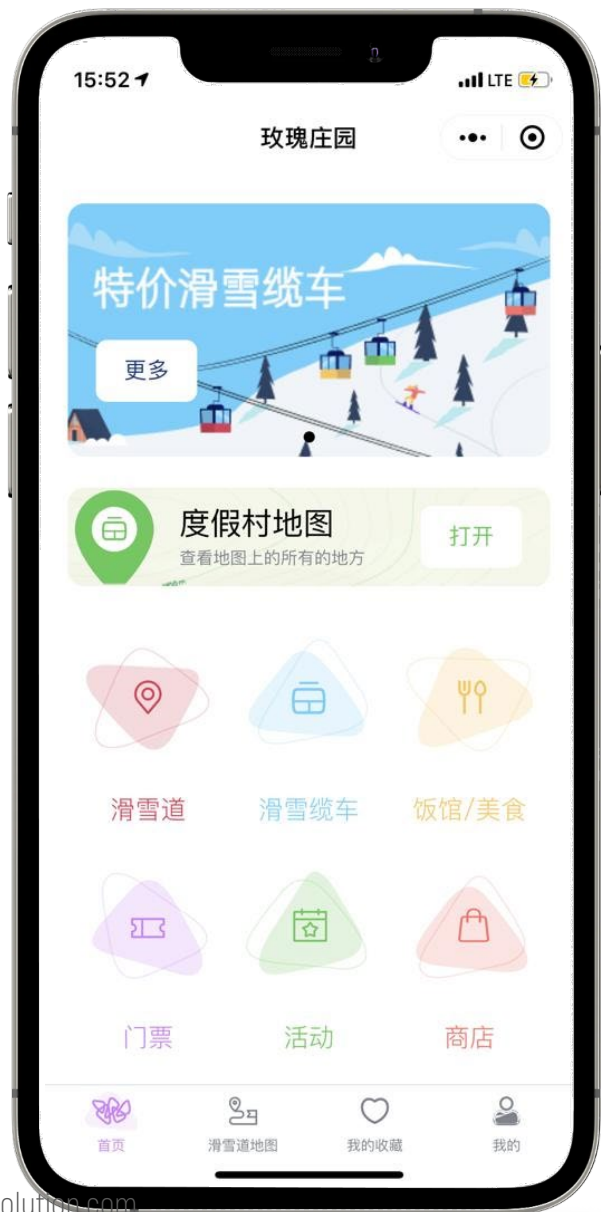 15:52
LTE
玫瑰庄园
特价滑雪缆车
更多
度假村地图
查看地图上的所有的地方
打开
滑雪道
滑雪缆车
饭馆/美食
门票
活动
商店
首页
滑雪道地图
我的收藏
我的